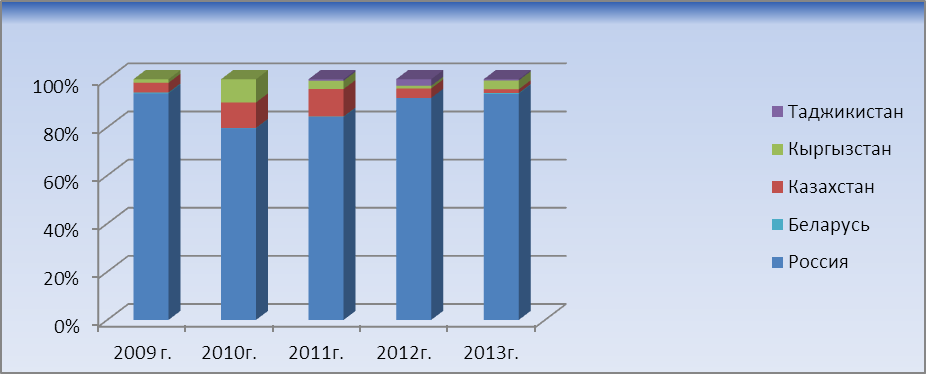 100%
80%
60%
40%
20%
0%
2009 г.
2010г.
2011г.
2012г.
2013г.
Таджикистан
Кыргызстан
Казахстан
Беларусь
Россия